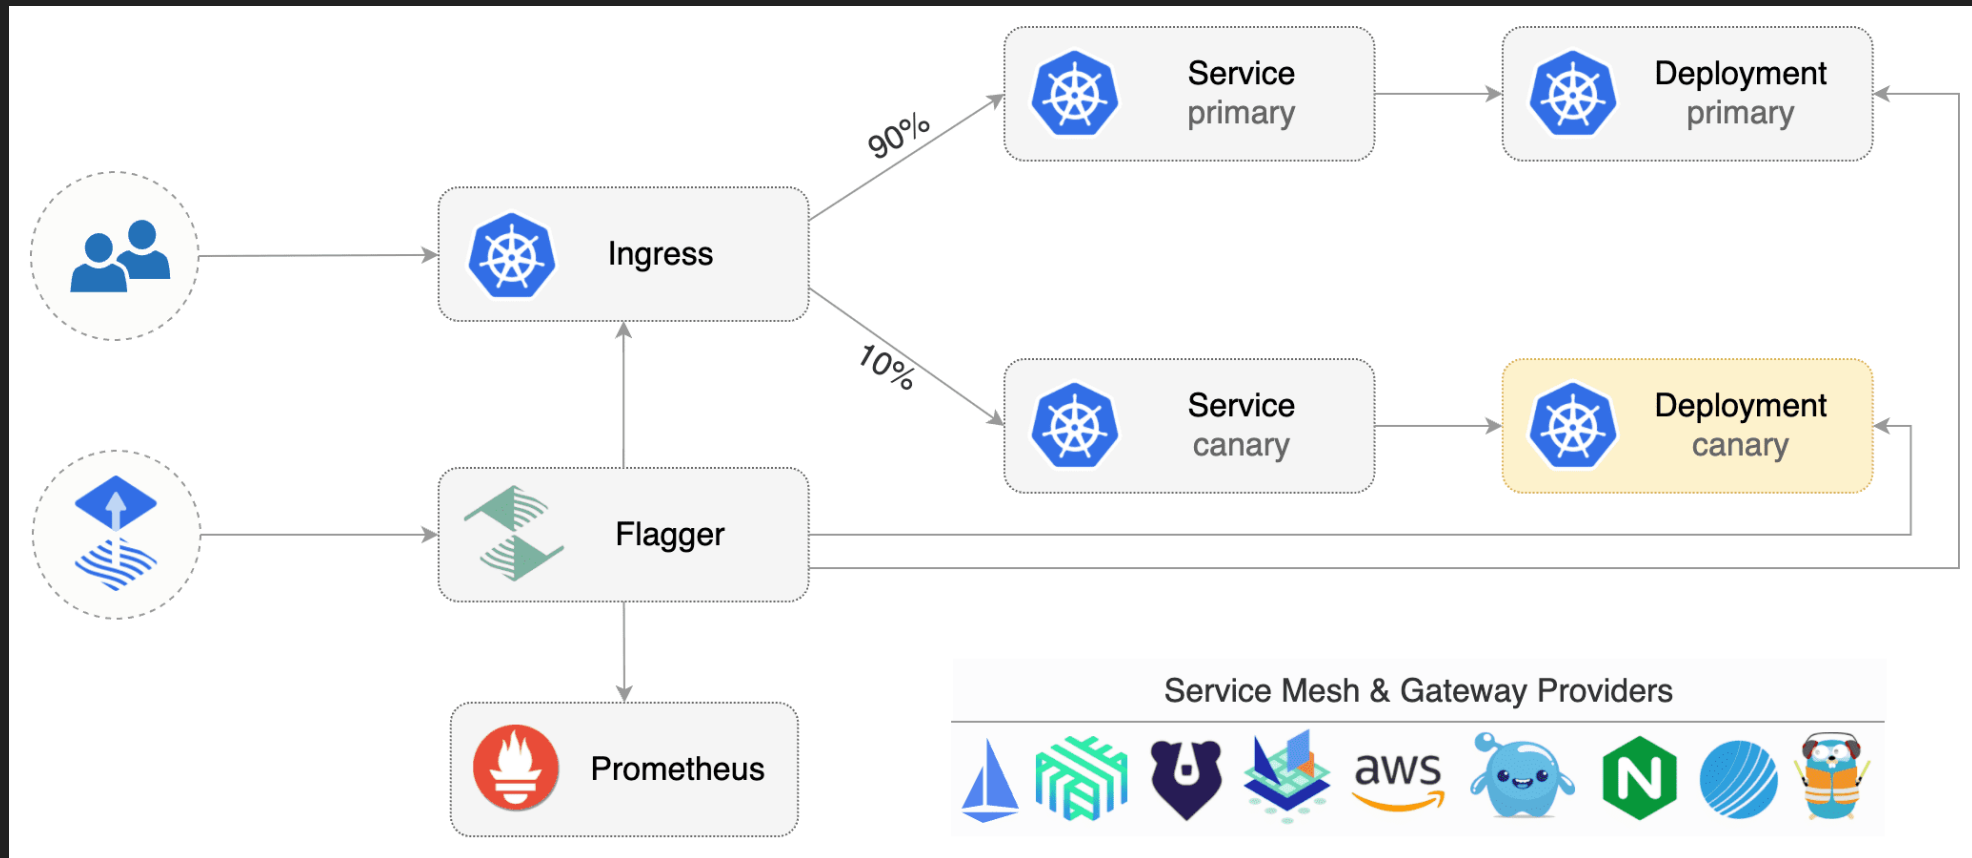 Service
primary
Deployment
primary
90%
Ingress
10%
Service
canary
Deployment
canary
Flagger
Service Mesh & Gateway Providers
Prometheus
aws
N